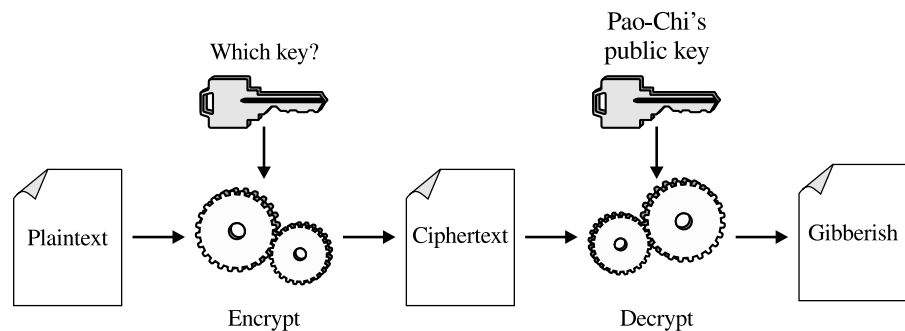 Which key?
Pao-Chi's
public key
Plaintext
Encrypt
Ciphertext
Decrypt
Gibberish